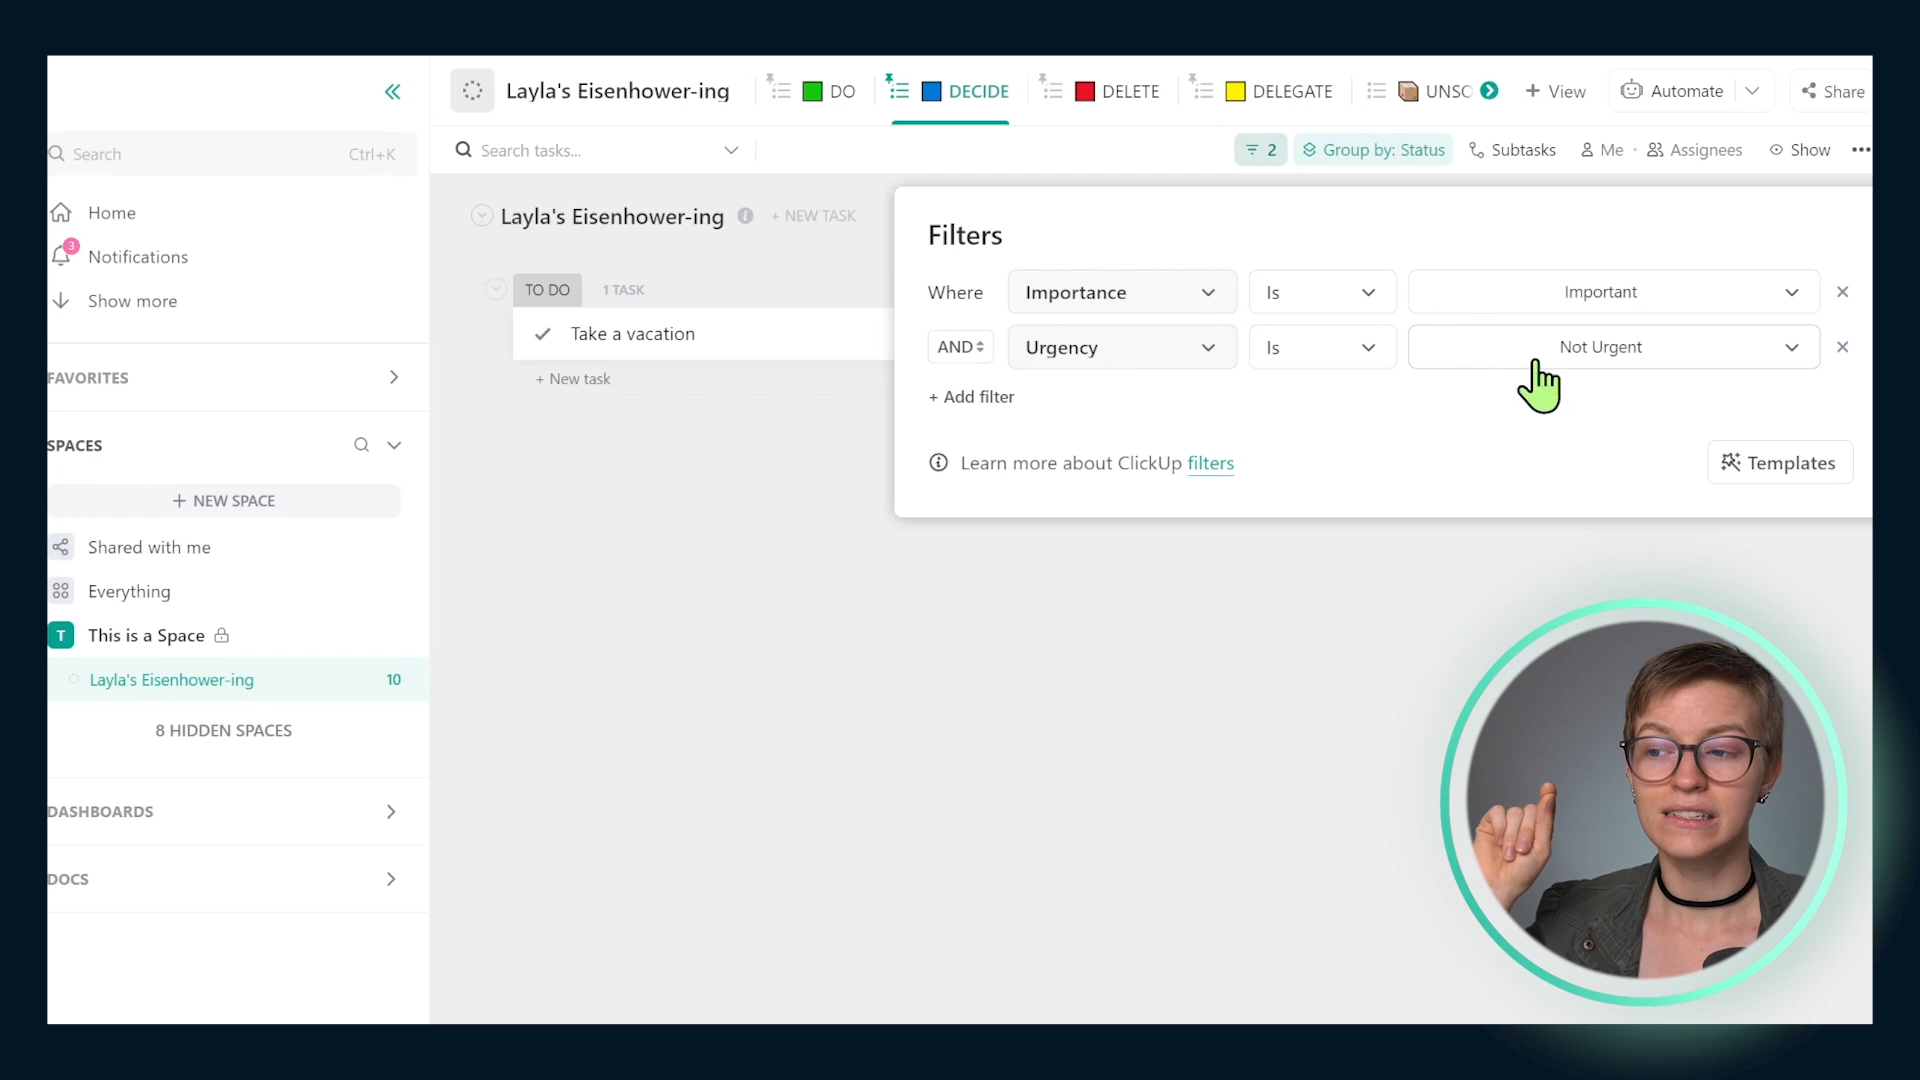 Layla's Eisenhower-ing
DO
DECIDE
DELETE
DELEGATE
UNSC
+ View
Automate
Share
Search
Ctrl+K
Search tasks...
2
Group by: Status
Subtasks
Me
Assignees
Show
Home
3
Notifications
Show more
FAVORITES
SPACES
+ NEW SPACE
Shared with me
Everything
T
This is a Space
Layla's Eisenhower-ing
10
8 HIDDEN SPACES
DASHBOARDS
DOCS
Layla's Eisenhower-ing
+ NEW TASK
TO DO
1 TASK
Take a vacation
+ New task
Filters
Where
Importance
Is
Important
AND
Urgency
Is
Not Urgent
+ Add filter
Learn more about ClickUp filters
Templates